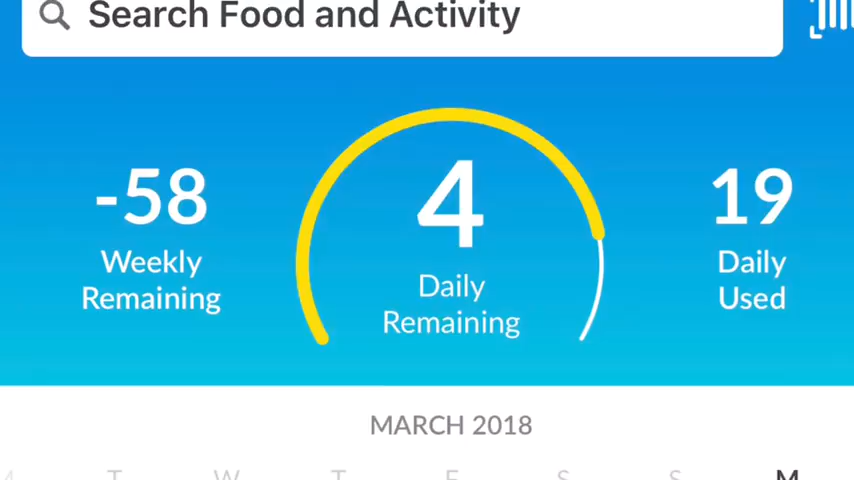 Search Food and Activity
-58
Weekly
Remaining
4
Daily
Remaining
19
Daily
Used
MARCH 2018
M T W T F S S M